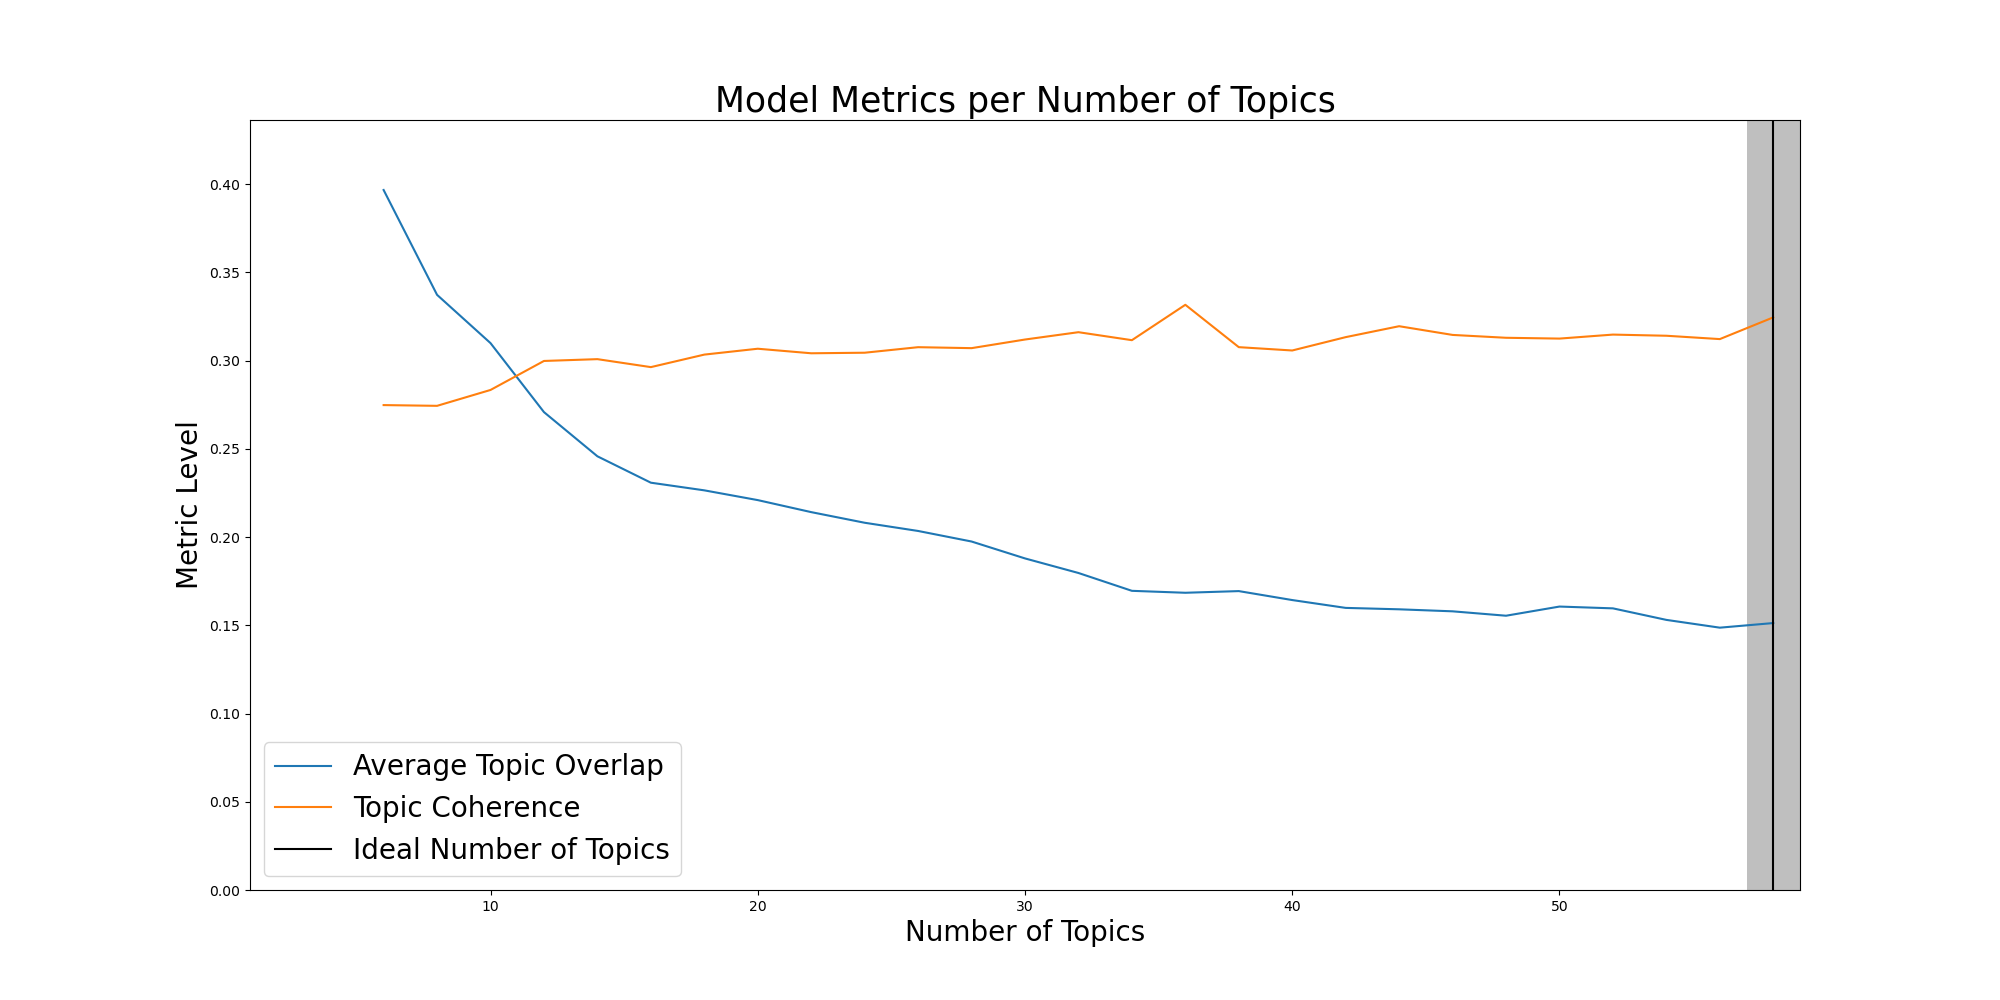 Model Metrics per Number of Topics
Metric Level
0.40
0.35
0.30
0.25
0.20
0.15
0.10
0.05
0.00
Average Topic Overlap
Topic Coherence
Ideal Number of Topics
10 20 30 40 50
Number of Topics